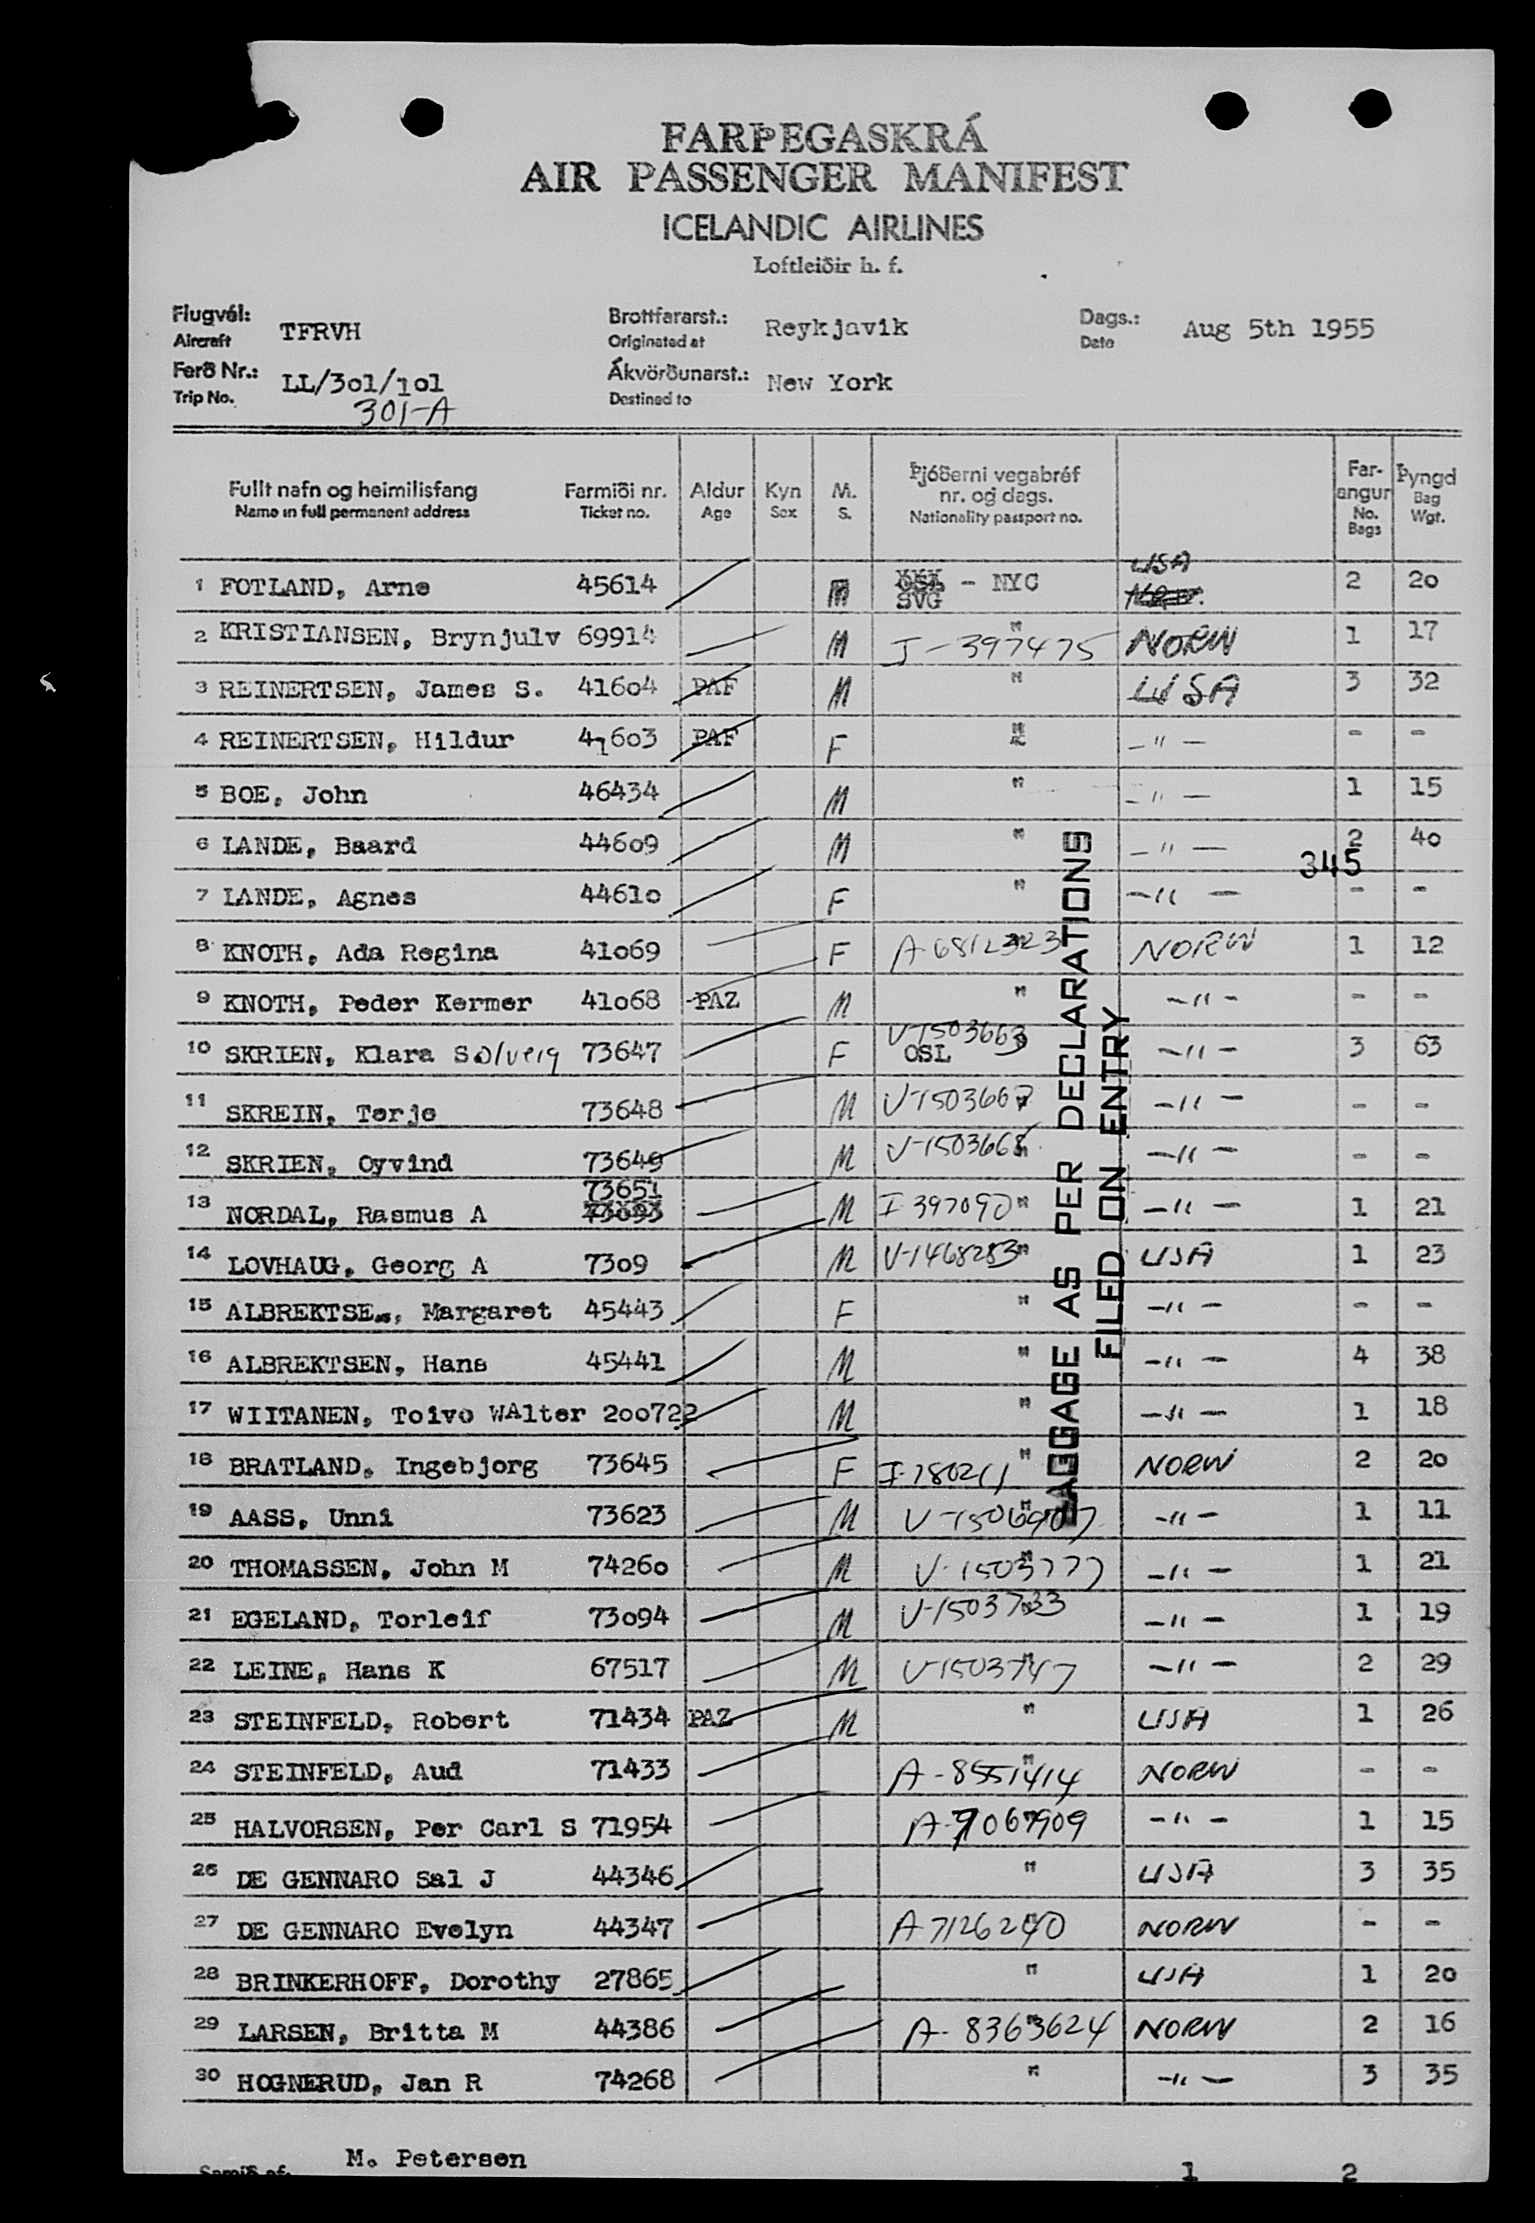 FARÞEGASKRÁ
AIR PASSENGER MANIFEST
ICELANDIC AIRLINES
Loftleiðir h. f.
Flugvél: TFRVH Brottfararst.: Reykjavik Dags.: Aug 5th 1955
Aircraft Originated at Date
Ferð Nr.: LL/301/101 Ákvörðunarst.: New York
Trip No. 301-A Destined to
Fullt nafn og heimilisfang Farmiði nr. Aldur Kyn M. Þjóðerni vegabréf nr. og dags. Far-angur Þyngd
Name in full permanent address Ticket no. Age Sex S. Nationality passport no. No. Bags Bag Wgt.
1 FOTLAND, Arne 45614 M SVG - NYC USA 2 20
2 KRISTIANSEN, Brynjulv 69914 M " I-397475 NORW 1 17
3 REINERTSEN, James S. 41604 PAF M " USA 3 32
4 REINERTSEN, Hildur 41603 PAF F " -"- - -
5 BOE, John 46434 M " -"- 1 15
6 LANDE, Baard 44609 M " -"- 2 40
345
7 LANDE, Agnes 44610 F " -"- - -
8 KNOTH, Ada Regina 41069 F A-6812323 NORW 1 12
9 KNOTH, Peder Kermer 41068 PAZ M " -"- - -
10 SKRIEN, Klara Solveig 73647 F V-1503663 OSL -"- 3 63
11 SKREIN, Terje 73648 M -"- - -
12 SKRIEN, Oyvind 73649 M -"- - -
13 NORDAL, Rasmus A 73651 M I-397090 " -"- 1 21
14 LOVHAUG, Georg A 7309 M V-1468283 " USA 1 23
15 ALBREKTSE, Margaret 45443 F " -"- - -
16 ALBREKTSEN, Hans 45441 M " -"- 4 38
17 WIITANEN, Toivo WAlter 200722 M " -"- 1 18
18 BRATLAND, Ingebjorg 73645 F " I-780211 NORW 2 20
19 AASS, Unni 73623 M " -"- 1 11
20 THOMASSEN, John M 74260 M " V-1503777 -"- 1 21
21 EGELAND, Torleif 73094 M V-1503733 -"- 1 19
22 LEINE, Hans K 67517 M " V-1503747 -"- 2 29
23 STEINFELD, Robert 71434 PAZ M " USA 1 26
24 STEINFELD, Aud 71433 " A-8551414 NORW - -
25 HALVORSEN, Per Carl S 71954 A-7067909 -"- 1 15
26 DE GENNARO Sal J 44346 " USA 3 35
27 DE GENNARO Evelyn 44347 A7126240 NORW - -
28 BRINKERHOFF, Dorothy 27865 " USA 1 20
29 LARSEN, Britta M 44386 A-8363624 NORW 2 16
30 HOGNERUD, Jan R 74268 " -"- 3 35
BAGGAGE AS PER DECLARATIONS
FILED ON ENTRY
M. Petersen
Samið af: 1 2